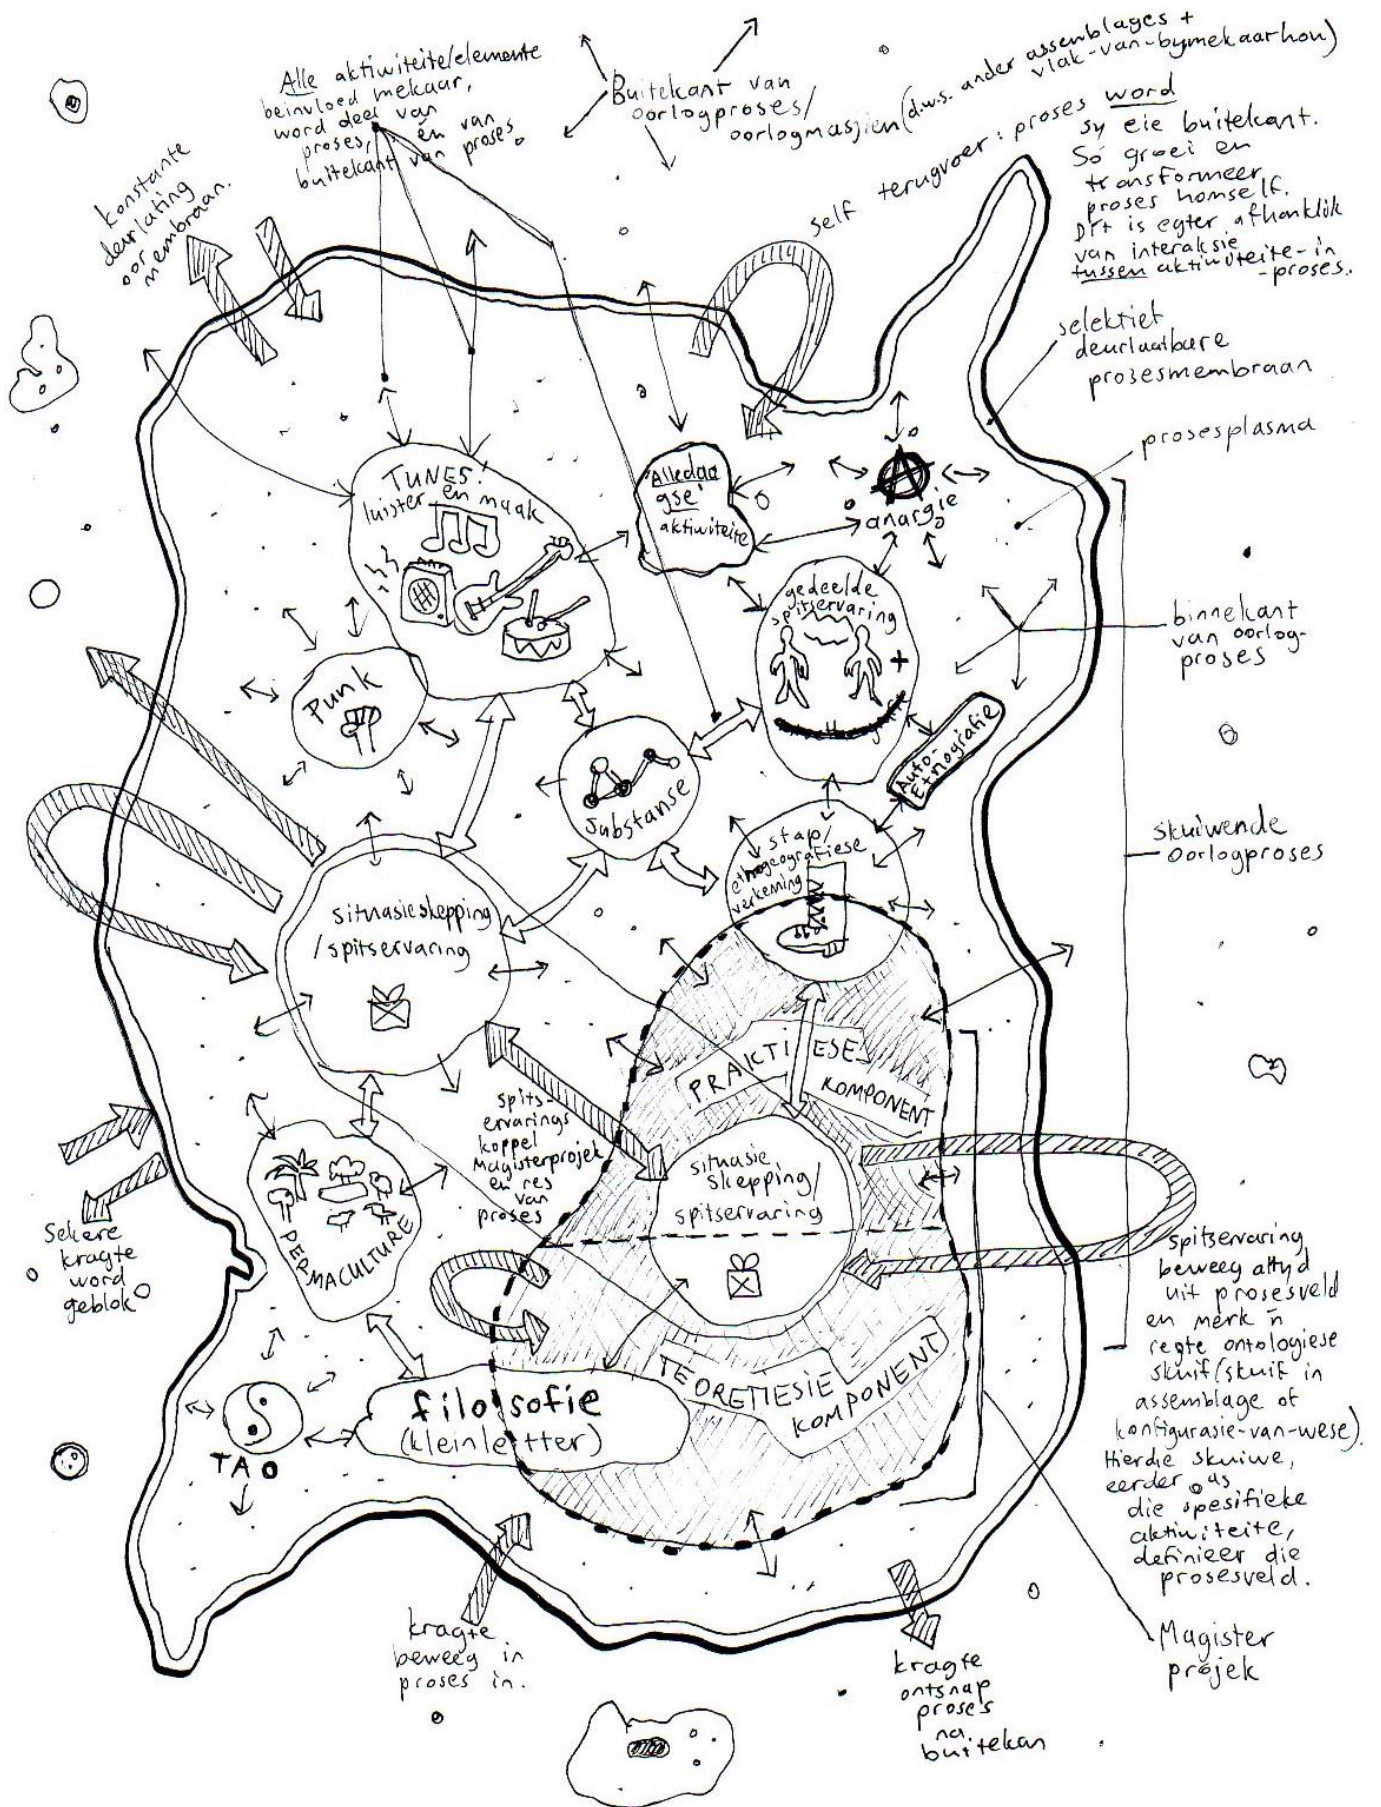 Alle aktiwiteite/elemente
beinvloed mekaar,
word deel van
proses, en van
buitekant van proses.
Buitekant van
oorlogproses/
oorlogmasjien (d.w.s. ander assemblages +
vlak-van-bymekaarhou)
self terugvoer: proses word
sy eie buitekant.
So groei en
transformeer
proses homself.
Dit is egter afhanklik
van interaksie
tussen aktiwiteite-in
-proses.
konstante
deurlating
oor
membraan.
selektief
deurlaatbare
prosesmembraan
prosesplasma
TUNES!
luister en maak
'Alledaa
gse'
aktiwiteite
A
anargie
gedeelde
spitservaring
+
binnekant
van oorlog-
proses
Punk
Substanse
Auto-
Etnografie
stap/
etnogeografiese
verkenning
skuiwende
oorlogproses
situasieskepping
/spitservaring
PRAKTIESE
KOMPONENT
spits-
ervarings
koppel
Magisterprojek
en res
van
proses
situasie
skepping/
spitservaring
PERMACULTURE
Sekere
kragte
word
geblok
spitservaring
beweeg altyd
uit prosesveld
en merk 'n
regte ontologiese
skuif/skuif in
assemblage of
konfigurasie-van-wese).
Hierdie skuiwe,
eerder as
die spesifieke
aktiwiteite,
definieer die
prosesveld.
TEORETIESIE
KOMPONENT
filosofie
(kleinletter)
TAO
kragte
beweeg in
proses in.
kragte
ontsnap
proses
na
buitekan
Magister
projek